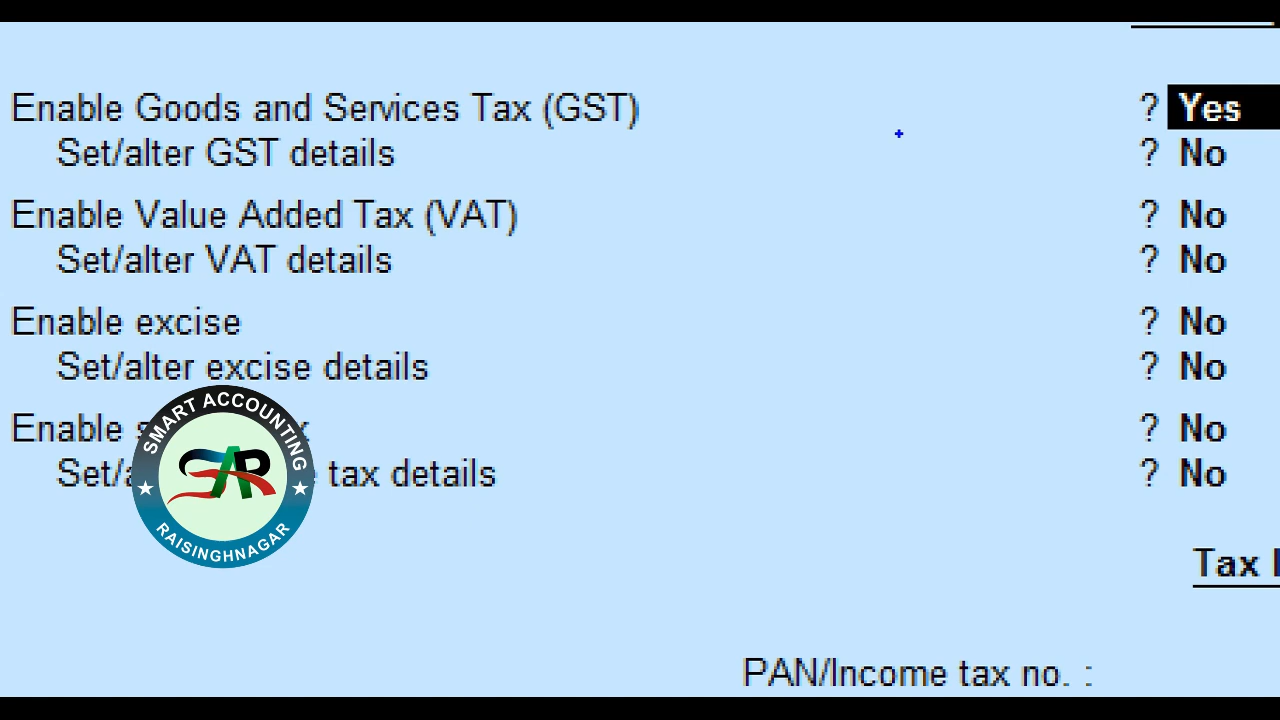 Enable Goods and Services Tax (GST) ? Yes
Set/alter GST details ? No
Enable Value Added Tax (VAT) ? No
Set/alter VAT details ? No
Enable excise ? No
Set/alter excise details ? No
Enable ? No
tax details ? No
SMART ACCOUNTING
SAR
RAISINGHNAGAR
Tax
PAN/Income tax no. :